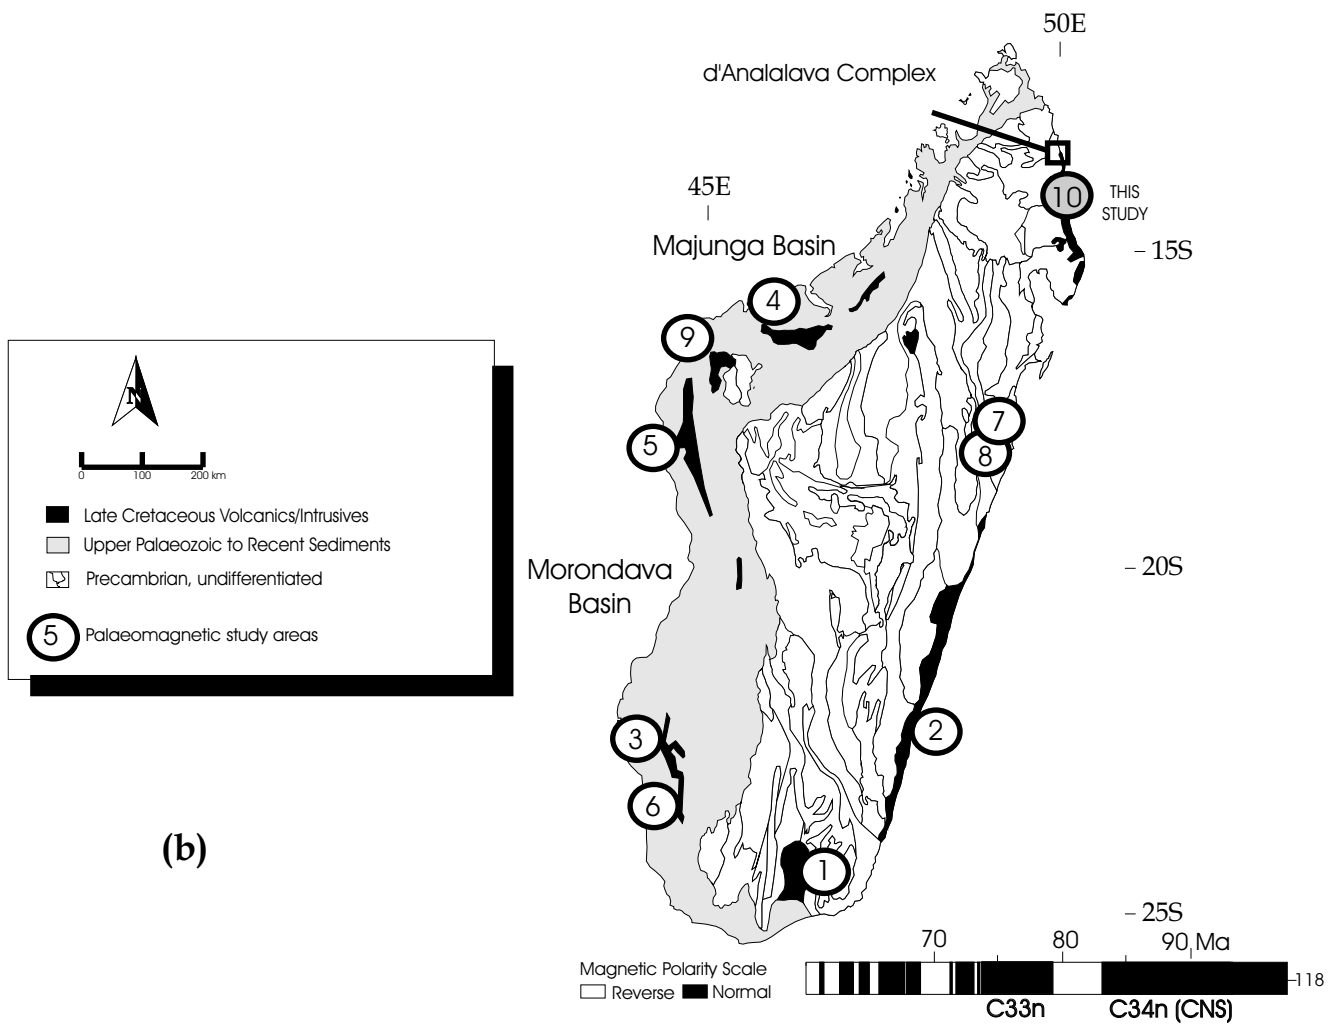 50E
d'Analalava Complex
45E
10
THIS
STUDY
Majunga Basin
– 15S
4
9
7
5
8
N
0 100 200 km
Late Cretaceous Volcanics/Intrusives
Upper Palaeozoic to Recent Sediments
Precambrian, undifferentiated
5 Palaeomagnetic study areas
Morondava
Basin
– 20S
3
2
6
(b)
1
– 25S
70 80 90 Ma
Magnetic Polarity Scale
Reverse Normal
118
C33n C34n (CNS)